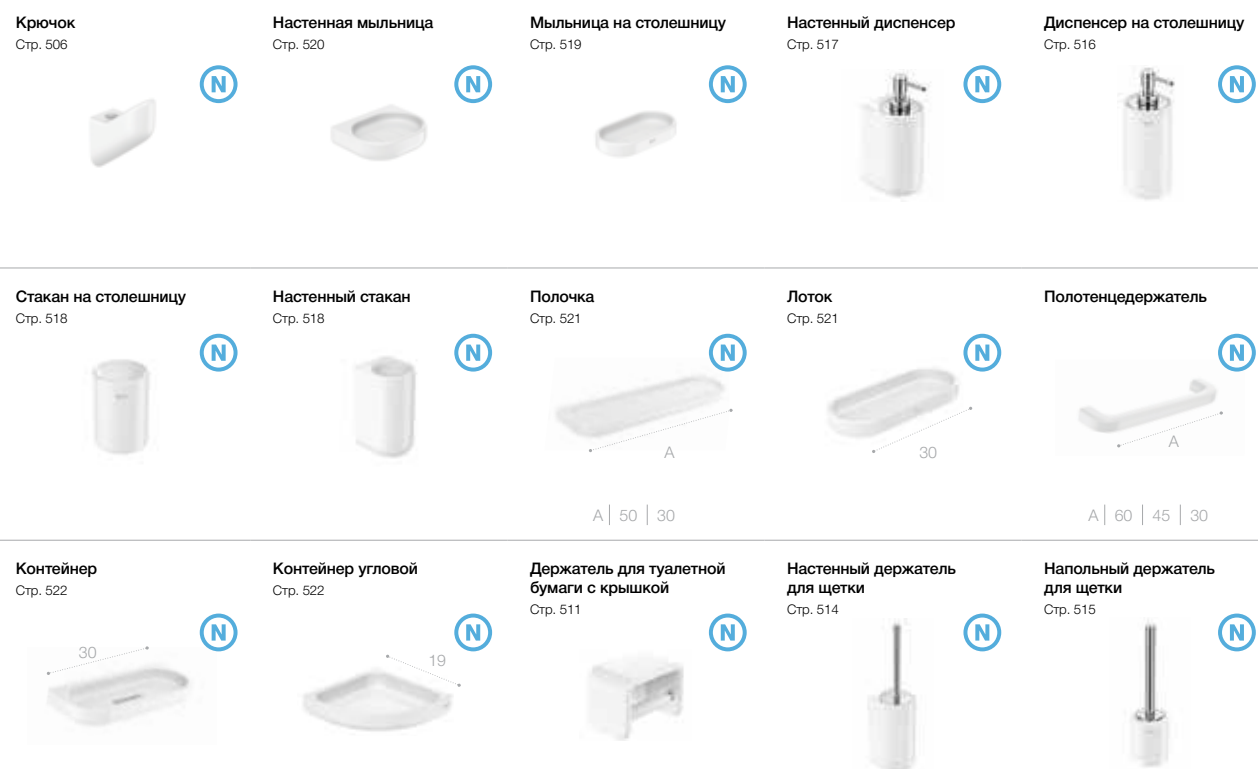 Крючок
Стр. 506
N
Настенная мыльница
Стр. 520
N
Мыльница на столешницу
Стр. 519
N
Настенный диспенсер
Стр. 517
N
Диспенсер на столешницу
Стр. 516
N
Стакан на столешницу
Стр. 518
N
Настенный стакан
Стр. 518
N
Полочка
Стр. 521
N
A
A | 50 | 30
Лоток
Стр. 521
N
30
Полотенцедержатель
N
A
A | 60 | 45 | 30
Контейнер
Стр. 522
N
30
Контейнер угловой
Стр. 522
N
19
Держатель для туалетной
бумаги с крышкой
Стр. 511
N
Настенный держатель
для щетки
Стр. 514
N
Напольный держатель
для щетки
Стр. 515
N